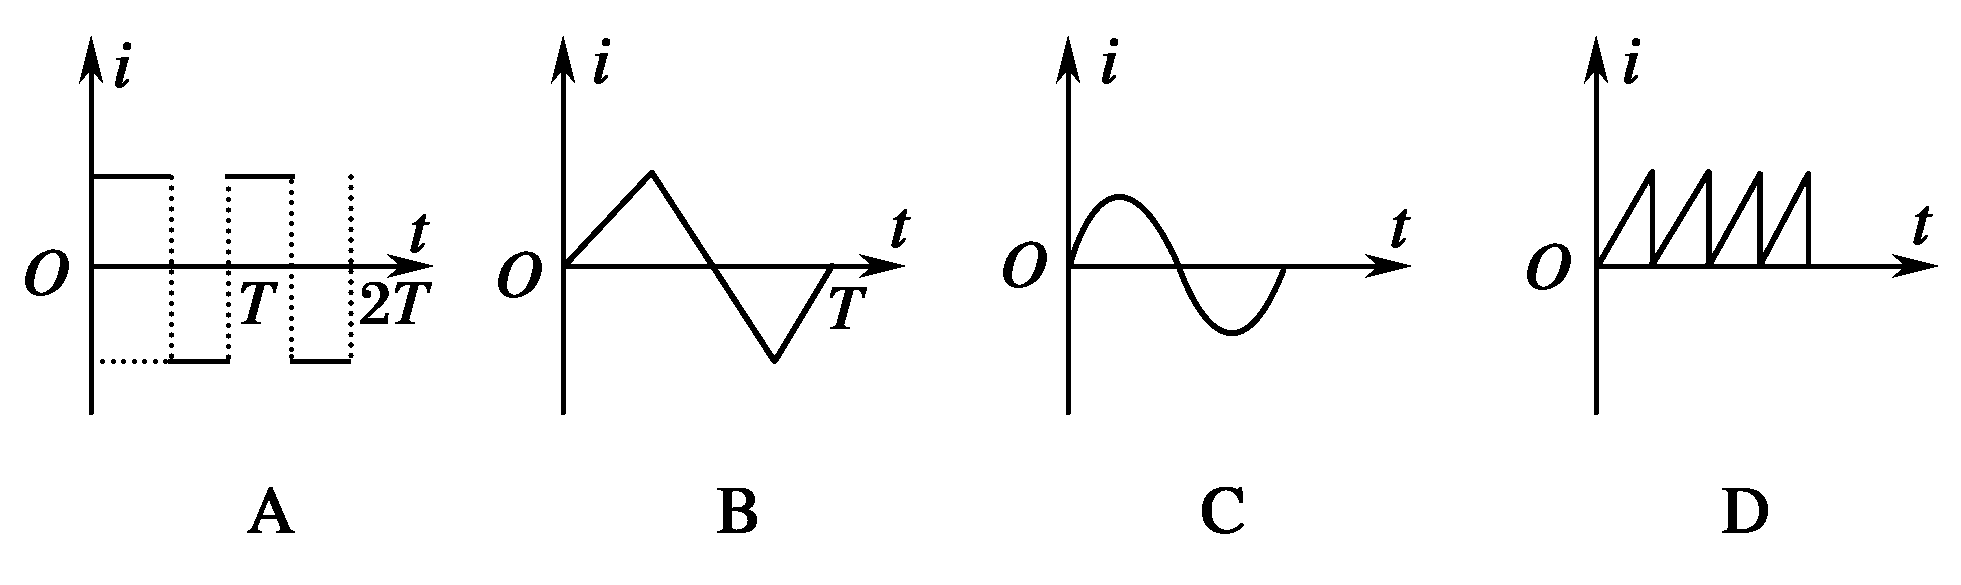 i t O T 2T
i t O T
i t O
i t O
A B C D